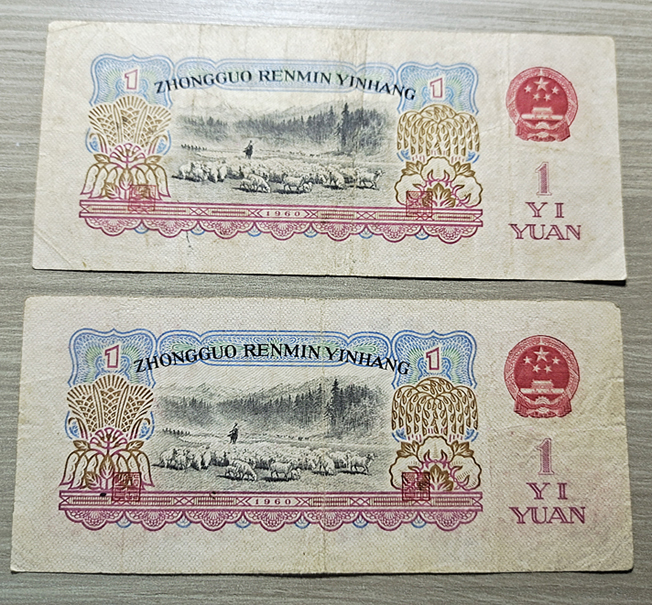 1 ZHONGGUO RENMIN YINHANG 1
1
YI
YUAN
1960
1 ZHONGGUO RENMIN YINHANG 1
1
YI
YUAN
1960